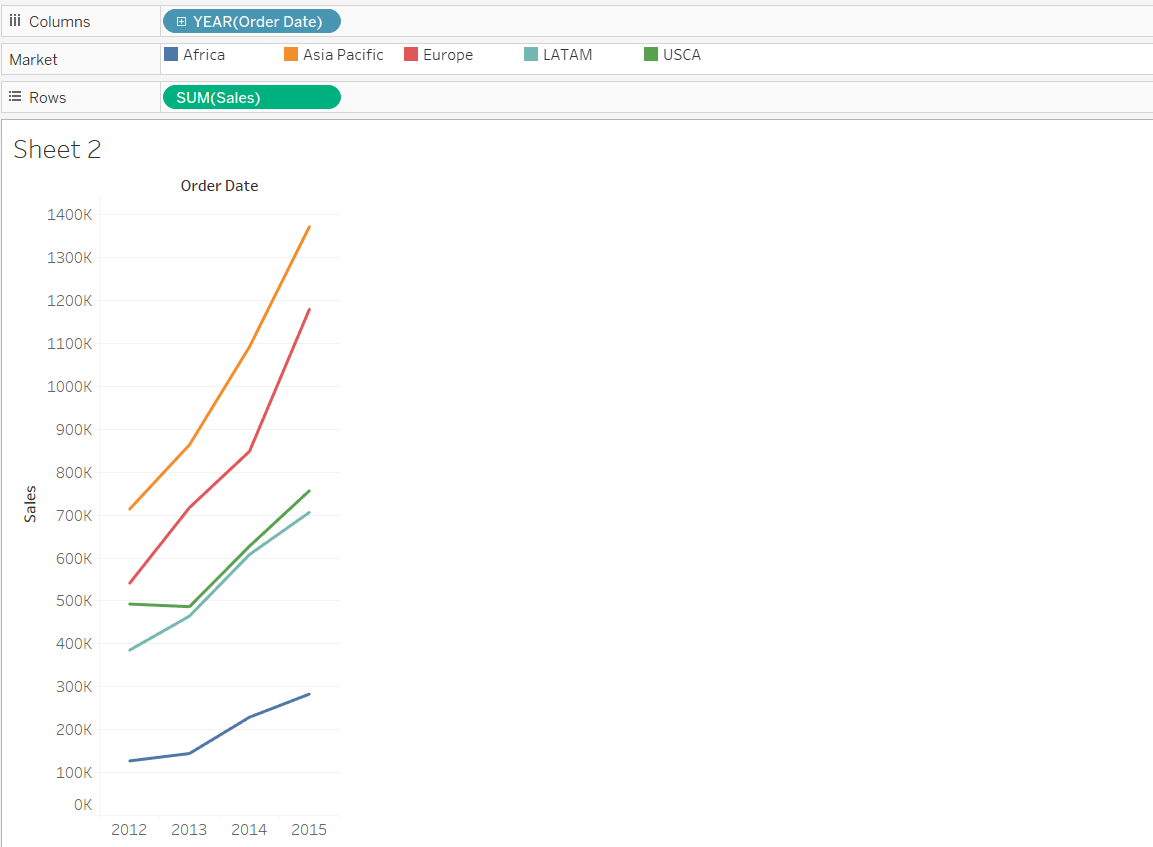 Columns YEAR(Order Date)
Market Africa Asia Pacific Europe LATAM USCA
Rows SUM(Sales)
Sheet 2
Order Date
1400K
1300K
1200K
1100K
1000K
900K
800K
700K
600K
500K
400K
300K
200K
100K
0K
Sales
2012 2013 2014 2015